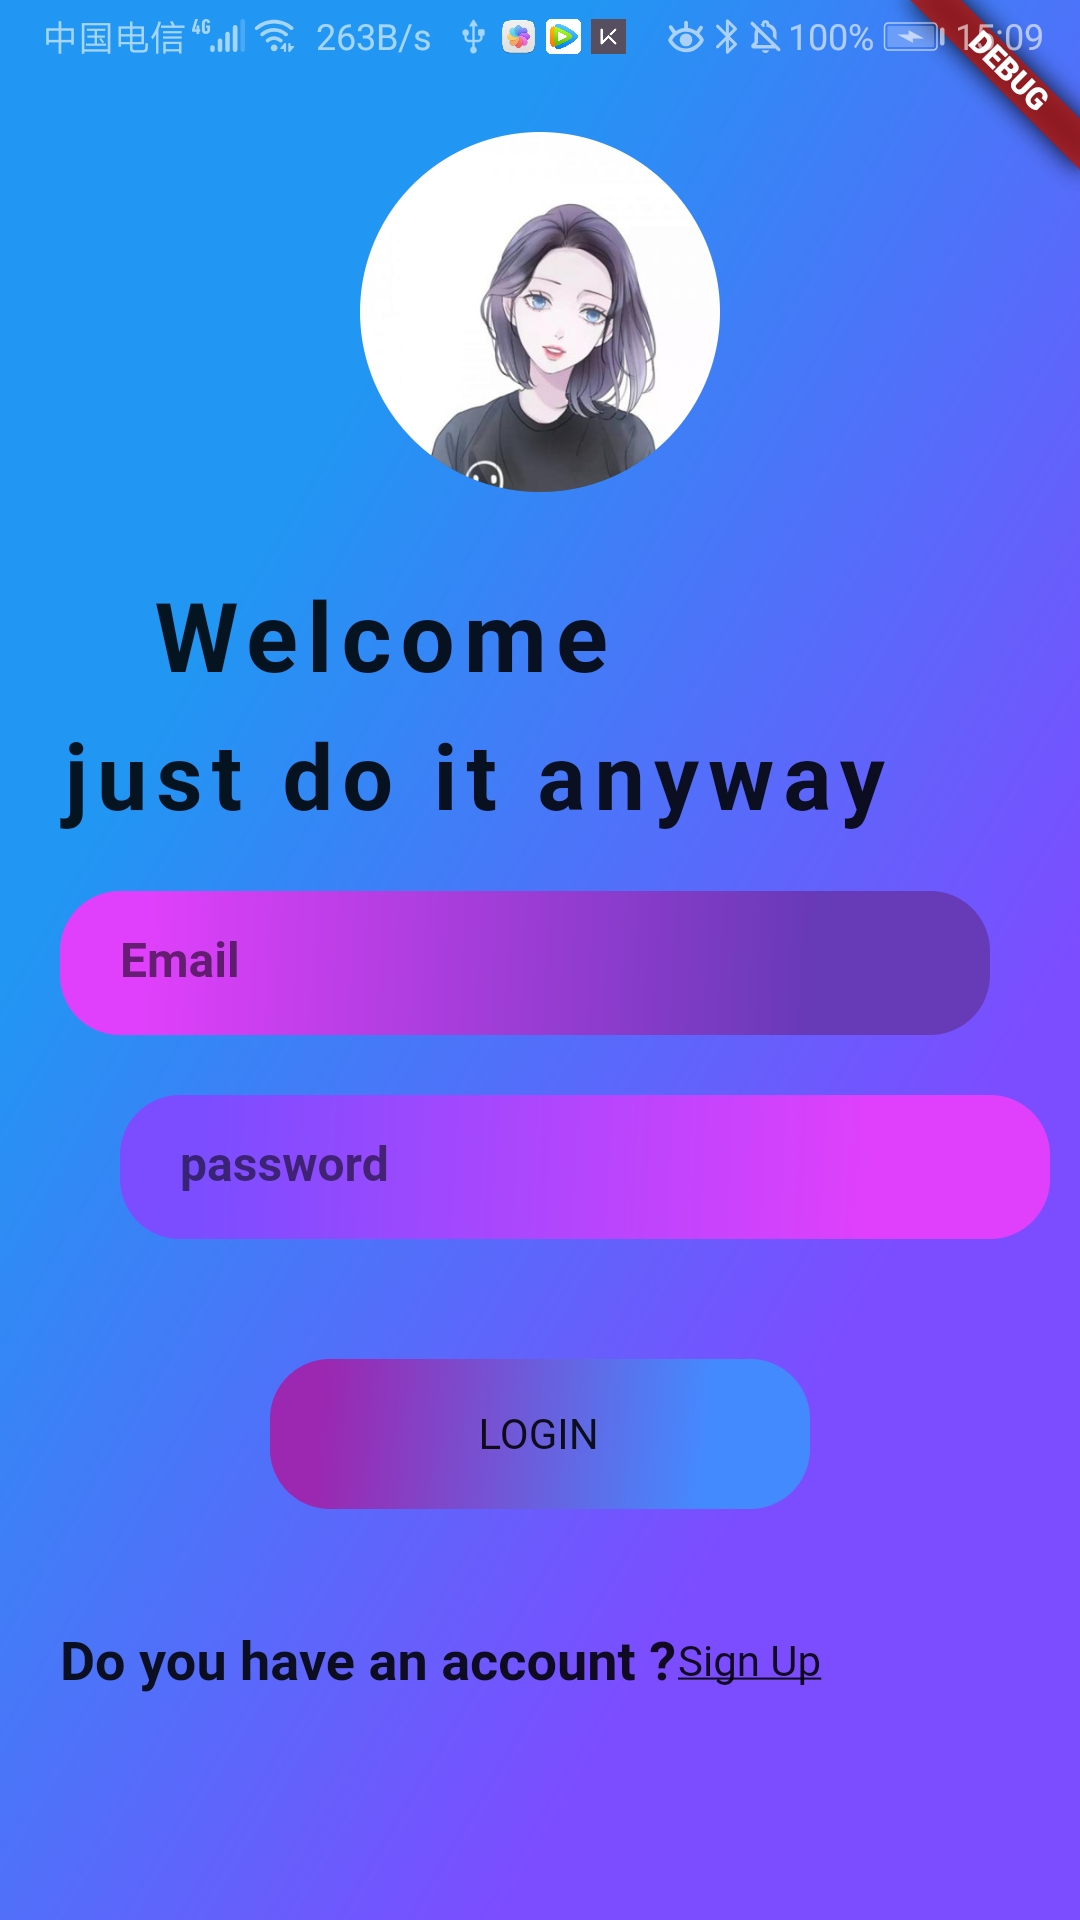 中国电信 4G 263B/s 100% 15:09
DEBUG
Welcome
just do it anyway
Email
password
LOGIN
Do you have an account ?Sign Up